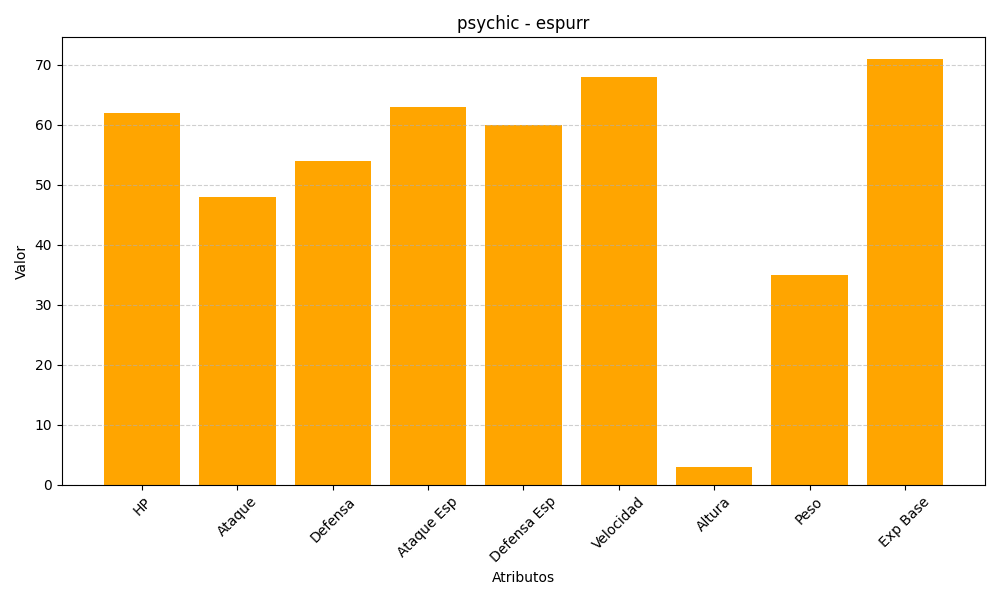 psychic - espurr
Valor
70
60
50
40
30
20
10
0
HP
Ataque
Defensa
Ataque Esp
Defensa Esp
Velocidad
Altura
Peso
Exp Base
Atributos